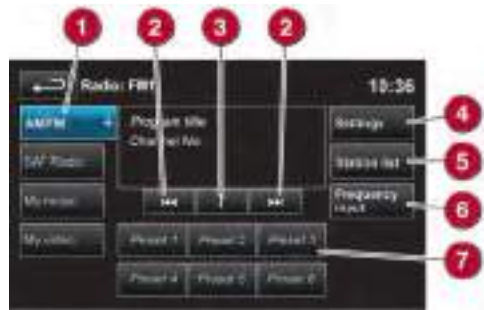 1 2 3 2
Radio: FM1 10:36
AM/FM
Program title
Channel No
Settings
4
SAT Radio
Station list
5
My music
Frequency input
6
My video
Preset 1 Preset 2 Preset 3
7
Preset 4 Preset 5 Preset 6